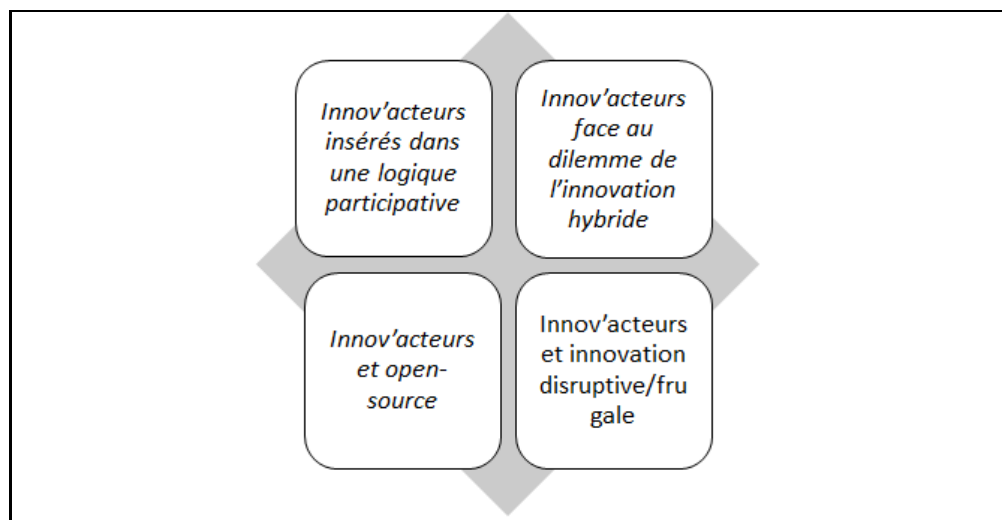 Innov'acteurs
insérés dans
une logique
participative
Innov'acteurs
face au
dilemme de
l'innovation
hybride
Innov'acteurs
et open-
source
Innov'acteurs
et innovation
disruptive/fru
gale